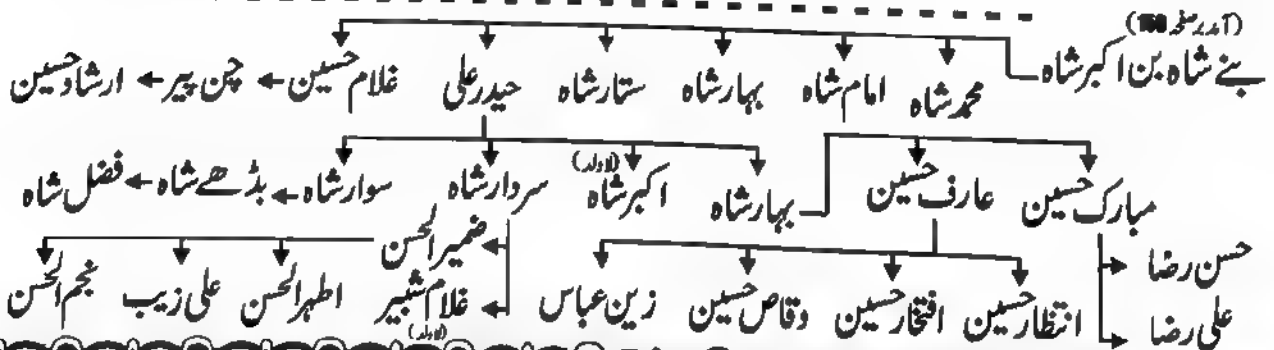 (آمدبر صفحہ 168)
بنے شاہ بن اکبر شاہ
محمد شاہ امام شاہ بہار شاہ ستار شاہ حیدر علی غلام حسین ← چن پیر ← ارشاد حسین
مبارک حسین عارف حسین بہار شاہ اکبر شاہ (لاولد) سردار شاہ سوار شاہ ← بڈھے شاہ ← فضل شاہ
حسن رضا ضمیر الحسن
علی رضا انتظار حسین افتخار حسین وقاص حسین زین عباس غلام شبیر (لاولد) اطہر الحسن علی زیب نجم الحسن